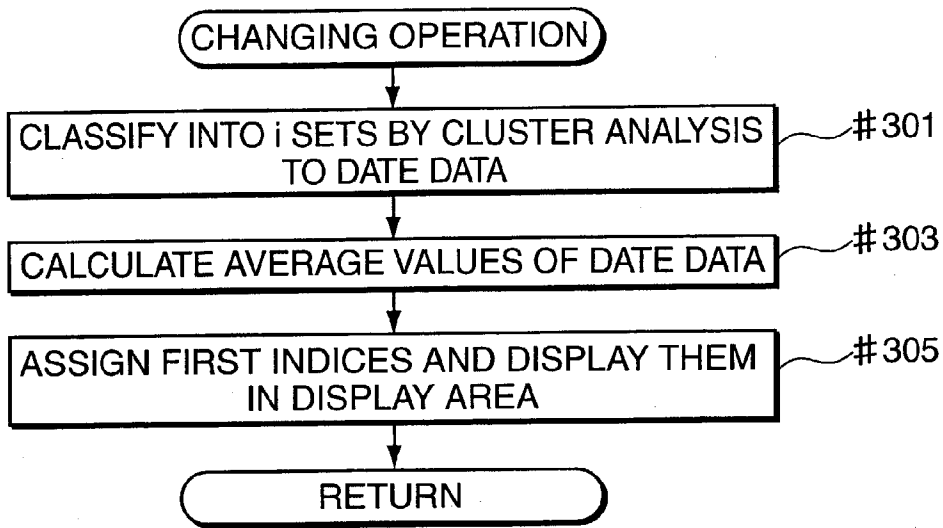 CHANGING OPERATION
CLASSIFY INTO i SETS BY CLUSTER ANALYSIS
TO DATE DATA
#301
CALCULATE AVERAGE VALUES OF DATE DATA
#303
ASSIGN FIRST INDICES AND DISPLAY THEM
IN DISPLAY AREA
#305
RETURN